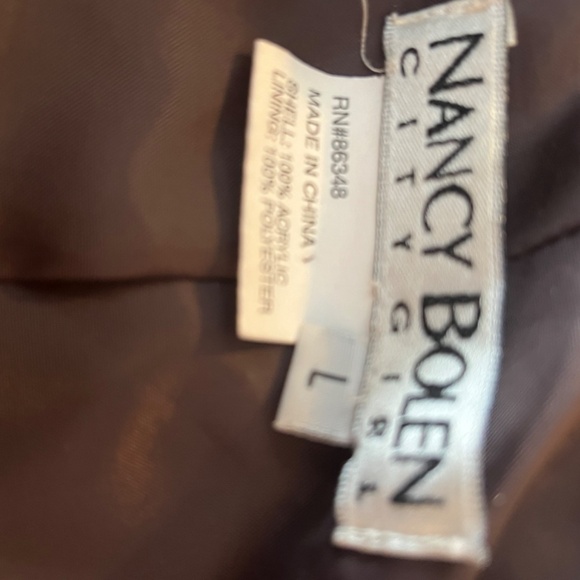 NANCY BOLEN
CITY GIRL
L
RN#86348
MADE IN CHINA
SHELL: 100% ACRYLIC
LINING: 100% POLYESTER